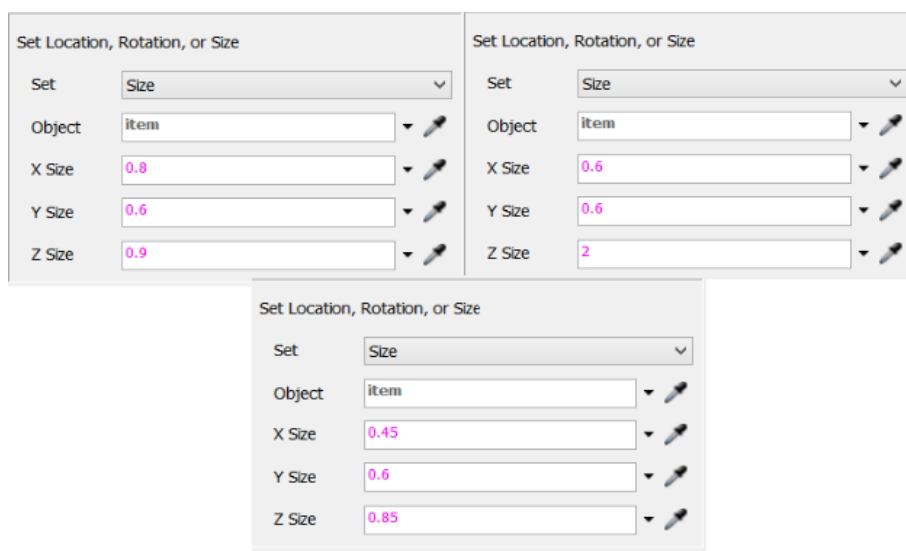 Set Location, Rotation, or Size
Set Size
Object item
X Size 0.8
Y Size 0.6
Z Size 0.9
Set Location, Rotation, or Size
Set Size
Object item
X Size 0.6
Y Size 0.6
Z Size 2
Set Location, Rotation, or Size
Set Size
Object item
X Size 0.45
Y Size 0.6
Z Size 0.85